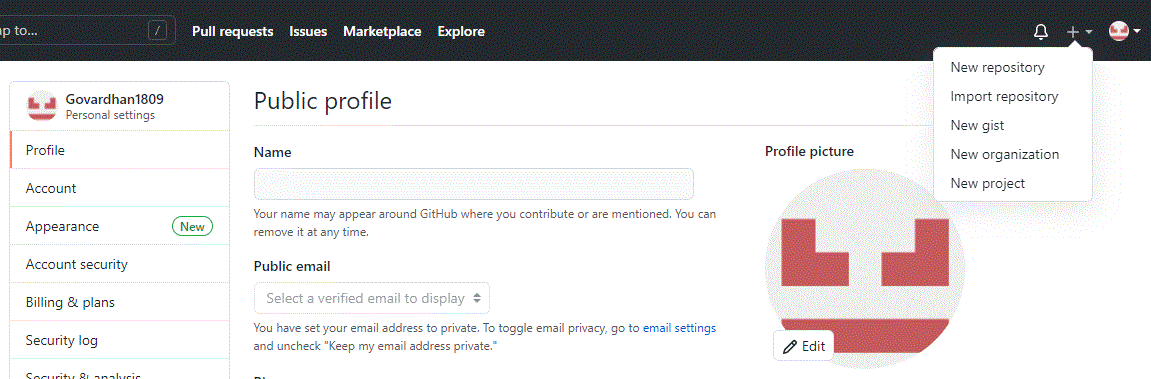 p to...
/
Pull requests
Issues
Marketplace
Explore
New repository
Import repository
New gist
New organization
New project
Govardhan1809
Personal settings
Profile
Account
Appearance
New
Account security
Billing & plans
Security log
Security & analysis
Public profile
Name
Your name may appear around GitHub where you contribute or are mentioned. You can
remove it at any time.
Public email
Select a verified email to display
You have set your email address to private. To toggle email privacy, go to email settings
and uncheck "Keep my email address private."
Profile picture
Edit